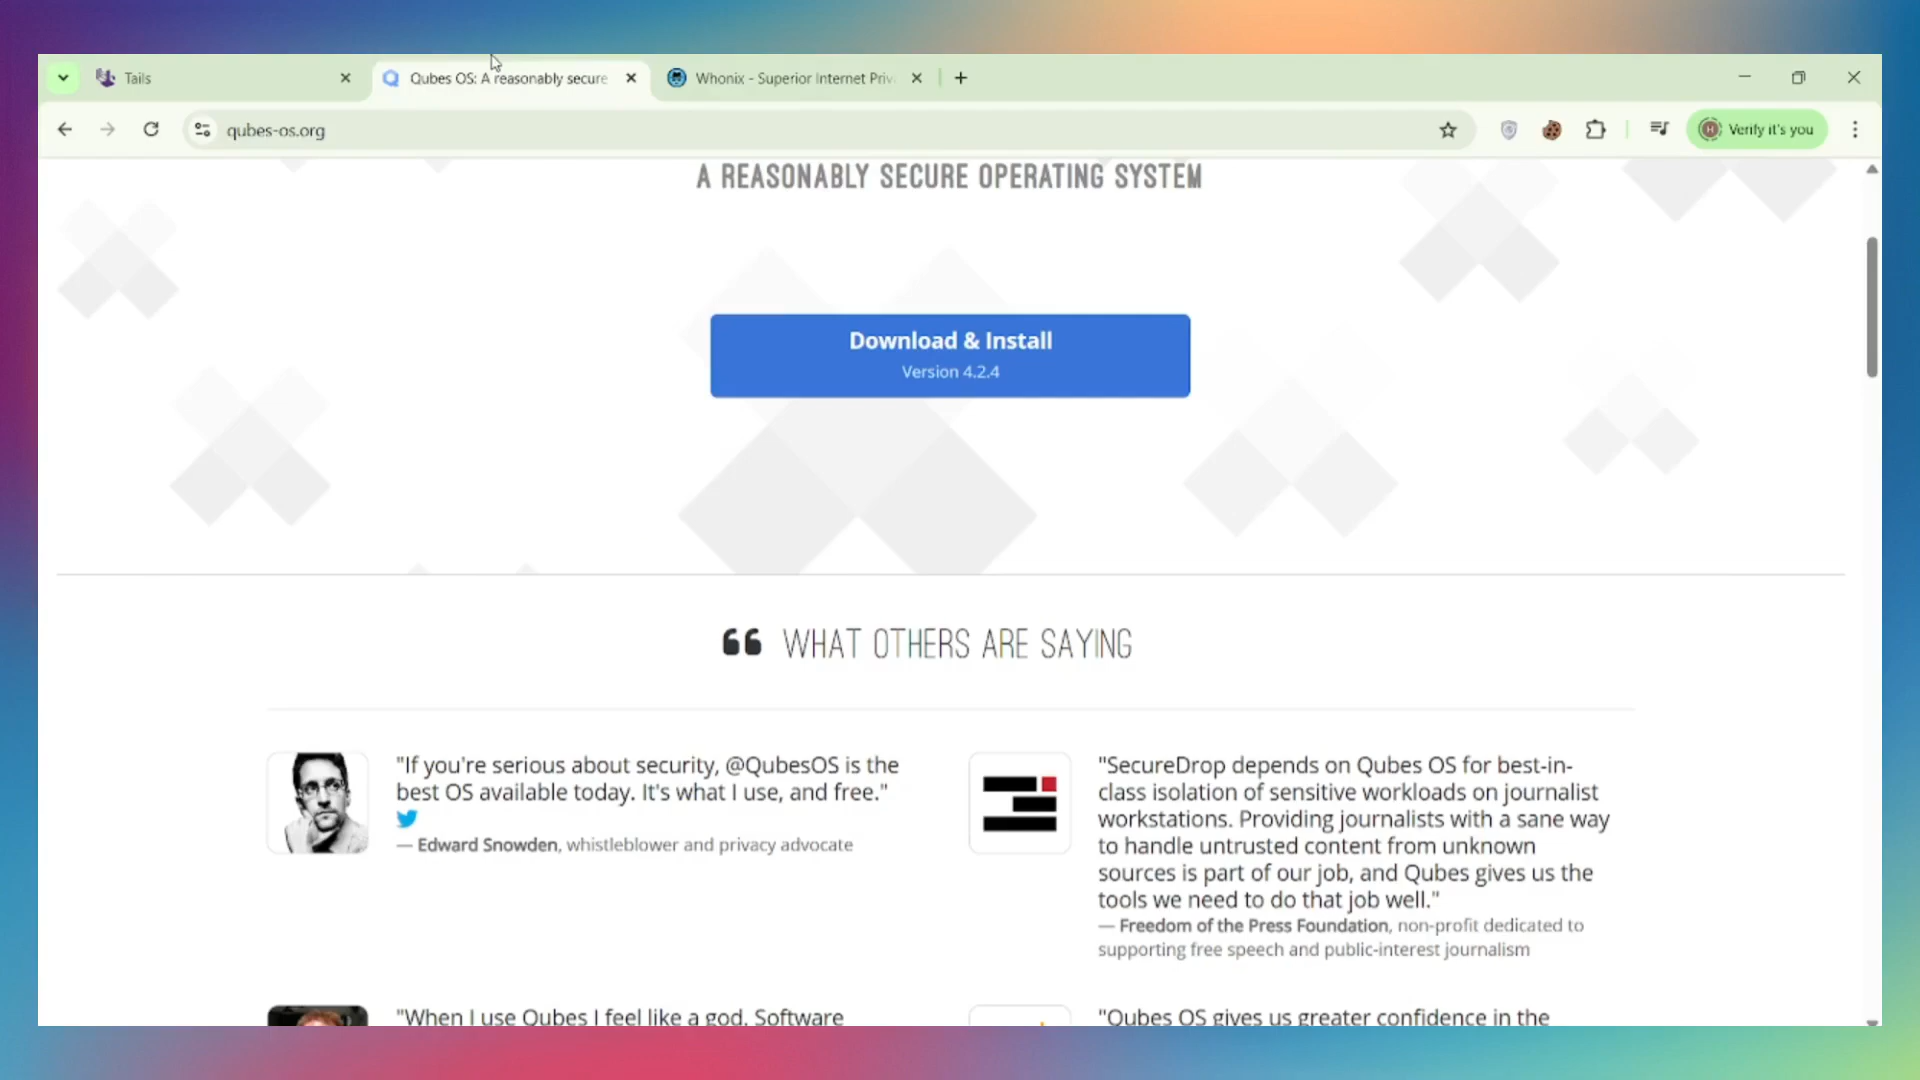 Tails
Qubes OS: A reasonably secure
Whonix - Superior Internet Priv
qubes-os.org
Verify it's you
A REASONABLY SECURE OPERATING SYSTEM
Download & Install
Version 4.2.4
WHAT OTHERS ARE SAYING
"If you're serious about security, @QubesOS is the
best OS available today. It's what I use, and free."
— Edward Snowden, whistleblower and privacy advocate
"SecureDrop depends on Qubes OS for best-in-
class isolation of sensitive workloads on journalist
workstations. Providing journalists with a sane way
to handle untrusted content from unknown
sources is part of our job, and Qubes gives us the
tools we need to do that job well."
— Freedom of the Press Foundation, non-profit dedicated to
supporting free speech and public-interest journalism
"When I use Qubes I feel like a god. Software
"Qubes OS gives us greater confidence in the